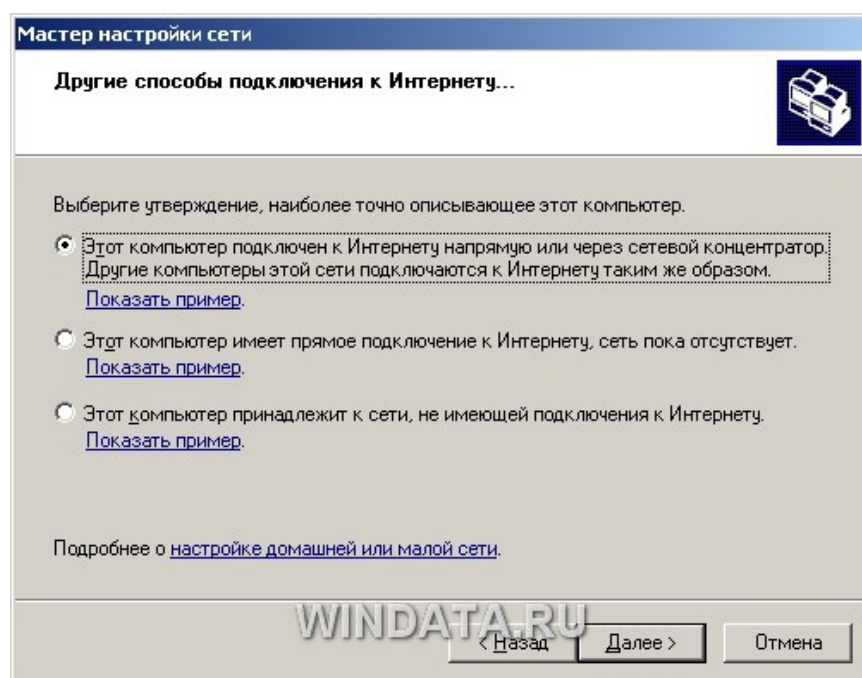 Мастер настройки сети
Другие способы подключения к Интернету...
Выберите утверждение, наиболее точно описывающее этот компьютер.
Этот компьютер подключен к Интернету напрямую или через сетевой концентратор.
Другие компьютеры этой сети подключаются к Интернету таким же образом.
Показать пример.
Этот компьютер имеет прямое подключение к Интернету, сеть пока отсутствует.
Показать пример.
Этот компьютер принадлежит к сети, не имеющей подключения к Интернету.
Показать пример.
Подробнее о настройке домашней или малой сети.
WINDATA.RU
< Назад Далее > Отмена